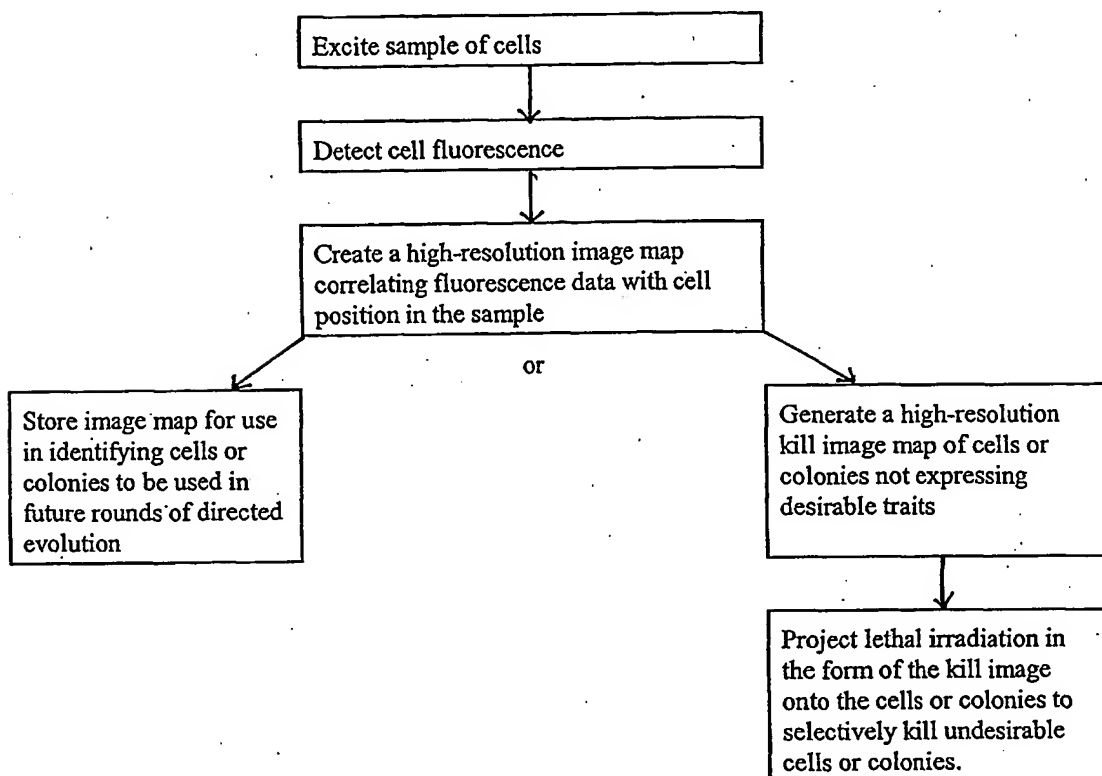 Excite sample of cells
Detect cell fluorescence
Create a high-resolution image map
correlating fluorescence data with cell
position in the sample
or
Store image map for use
in identifying cells or
colonies to be used in
future rounds of directed
evolution
Generate a high-resolution
kill image map of cells or
colonies not expressing
desirable traits
Project lethal irradiation in
the form of the kill image
onto the cells or colonies to
selectively kill undesirable
cells or colonies.